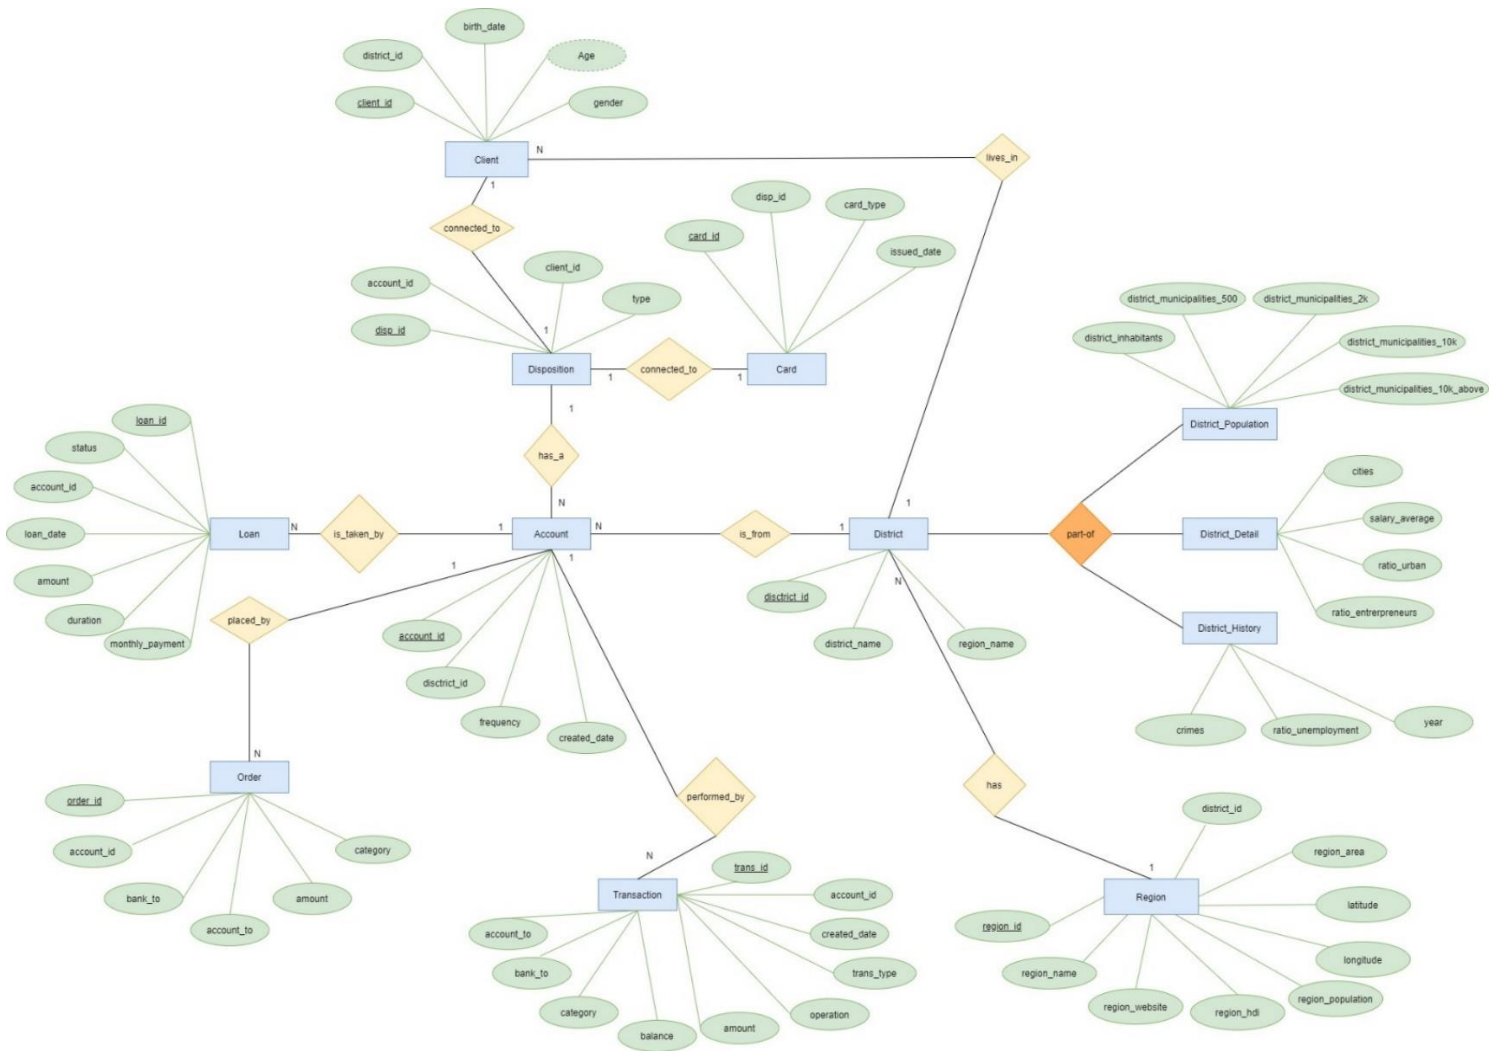 birth_date
district_id
Age
client_id
gender
Client
N
lives_in
1
connected_to
disp_id
card_type
card_id
issued_date
client_id
account_id
type
disp_id
1
Disposition
1
connected_to
1
Card
district_municipalities_500
district_municipalities_2k
district_inhabitants
district_municipalities_10k
district_municipalities_10k_above
District_Population
1
has_a
N
loan_id
status
account_id
loan_date
amount
duration
monthly_payment
Loan
N
is_taken_by
1
Account
N
is_from
1
District
1
part-of
cities
salary_average
District_Detail
ratio_urban
ratio_entrerpreneurs
District_History
crimes
ratio_unemployment
year
1
1
placed_by
account_id
disctrict_id
frequency
created_date
N
disctrict_id
district_name
region_name
N
Order
order_id
account_id
bank_to
account_to
amount
category
performed_by
N
has
1
Transaction
trans_id
account_id
created_date
trans_type
operation
amount
balance
category
bank_to
account_to
district_id
region_area
Region
latitude
region_id
longitude
region_name
region_population
region_website
region_hdi